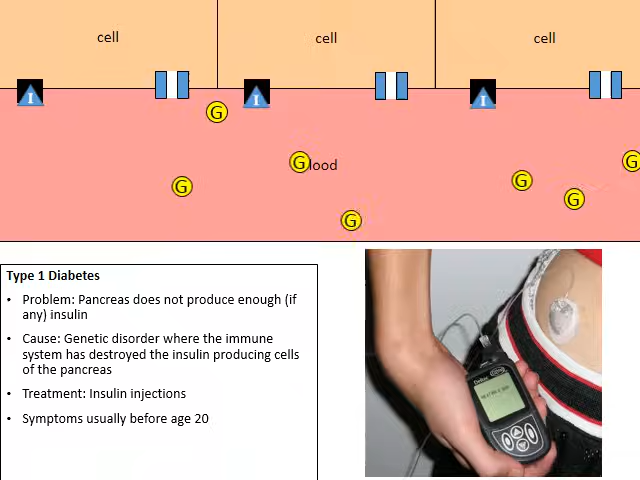 cell
cell
cell
I
I
I
G
G
lood
G
G
G
G
G
Type 1 Diabetes
• Problem: Pancreas does not produce enough (if
any) insulin
• Cause: Genetic disorder where the immune
system has destroyed the insulin producing cells
of the pancreas
• Treatment: Insulin injections
• Symptoms usually before age 20
Deltec